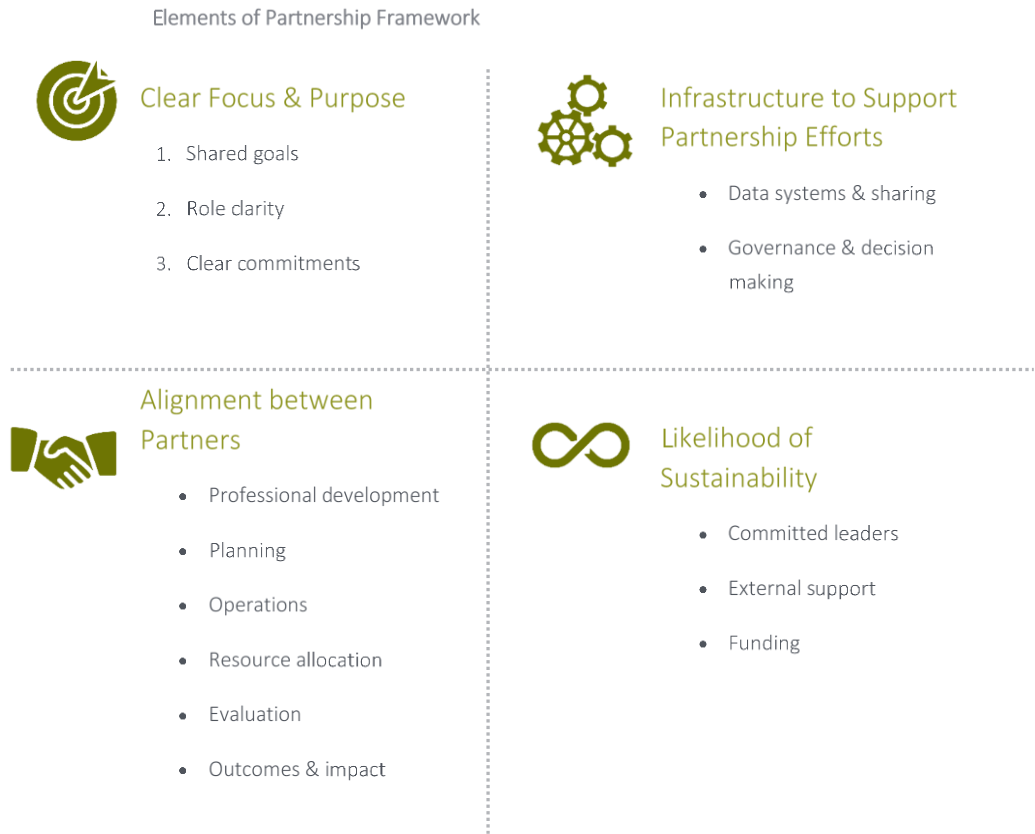 Elements of Partnership Framework
Clear Focus & Purpose
1. Shared goals
2. Role clarity
3. Clear commitments
Infrastructure to Support
Partnership Efforts
• Data systems & sharing
• Governance & decision
making
Alignment between
Partners
• Professional development
• Planning
• Operations
• Resource allocation
• Evaluation
• Outcomes & impact
Likelihood of
Sustainability
• Committed leaders
• External support
• Funding